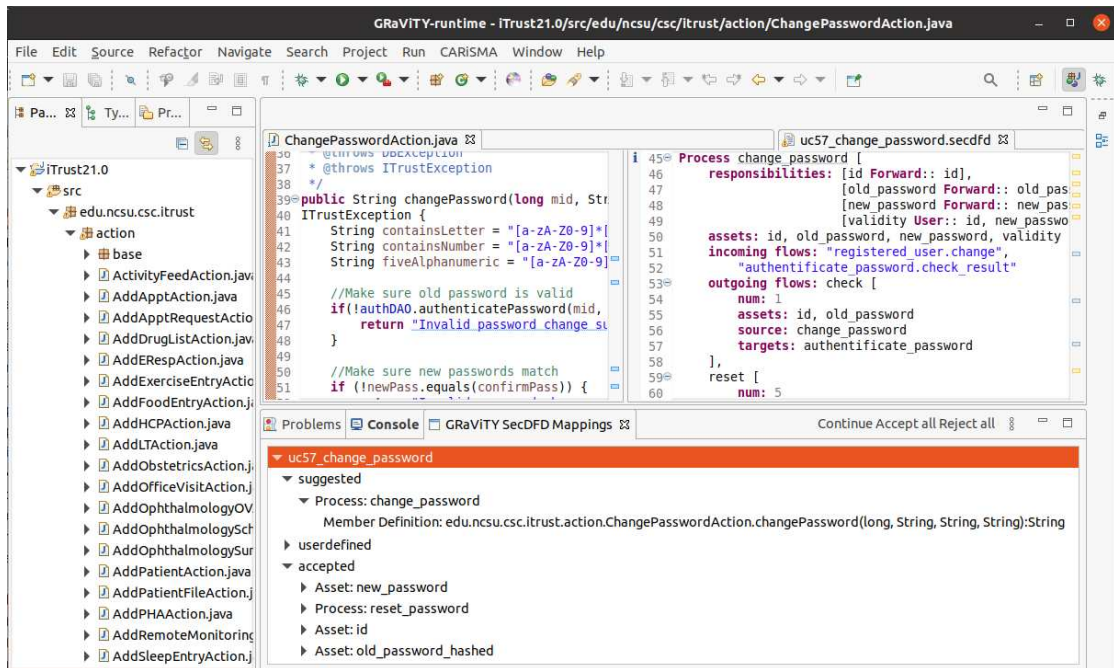 GRaViTY-runtime - iTrust21.0/src/edu/ncsu/csc/itrust/action/ChangePasswordAction.java
File Edit Source Refactor Navigate Search Project Run CARiSMA Window Help
Pa... Ty... Pr...
iTrust21.0
src
edu.ncsu.csc.itrust
action
base
ActivityFeedAction.java
AddApptAction.java
AddApptRequestActio
AddDrugListAction.java
AddERespAction.java
AddExerciseEntryActio
AddFoodEntryAction.j
AddHCPAction.java
AddLTAction.java
AddObstetricsAction.j
AddOfficeVisitAction.j
AddOphthalmologyOV
AddOphthalmologySch
AddOphthalmologySur
AddPatientAction.java
AddPatientFileAction.j
AddPHAAction.java
AddRemoteMonitoring
AddSleepEntryAction.j
ChangePasswordAction.java
36 * @throws DBException
37 * @throws ITrustException
38 */
39 public String changePassword(long mid, Str
40 ITrustException {
41 String containsLetter = "[a-zA-Z0-9]*[
42 String containsNumber = "[a-zA-Z0-9]*[
43 String fiveAlphanumeric = "[a-zA-Z0-9]
44
45 //Make sure old password is valid
46 if(!authDAO.authenticatePassword(mid,
47 return "Invalid password change su
48 }
49
50 //Make sure new passwords match
51 if (!newPass.equals(confirmPass)) {
uc57_change_password.secdfd
45 Process change_password [
46 responsibilities: [id Forward:: id],
47 [old_password Forward:: old_pas
48 [new_password Forward:: new_pas
49 [validity User:: id, new_passwo
50 assets: id, old_password, new_password, validity
51 incoming flows: "registered_user.change",
52 "authentificate_password.check_result"
53 outgoing flows: check [
54 num: 1
55 assets: id, old_password
56 source: change_password
57 targets: authentificate_password
58 ],
59 reset [
60 num: 5
Problems Console GRaViTY SecDFD Mappings Continue Accept all Reject all
uc57_change_password
suggested
Process: change_password
Member Definition: edu.ncsu.csc.itrust.action.ChangePasswordAction.changePassword(long, String, String, String):String
userdefined
accepted
Asset: new_password
Process: reset_password
Asset: id
Asset: old_password_hashed